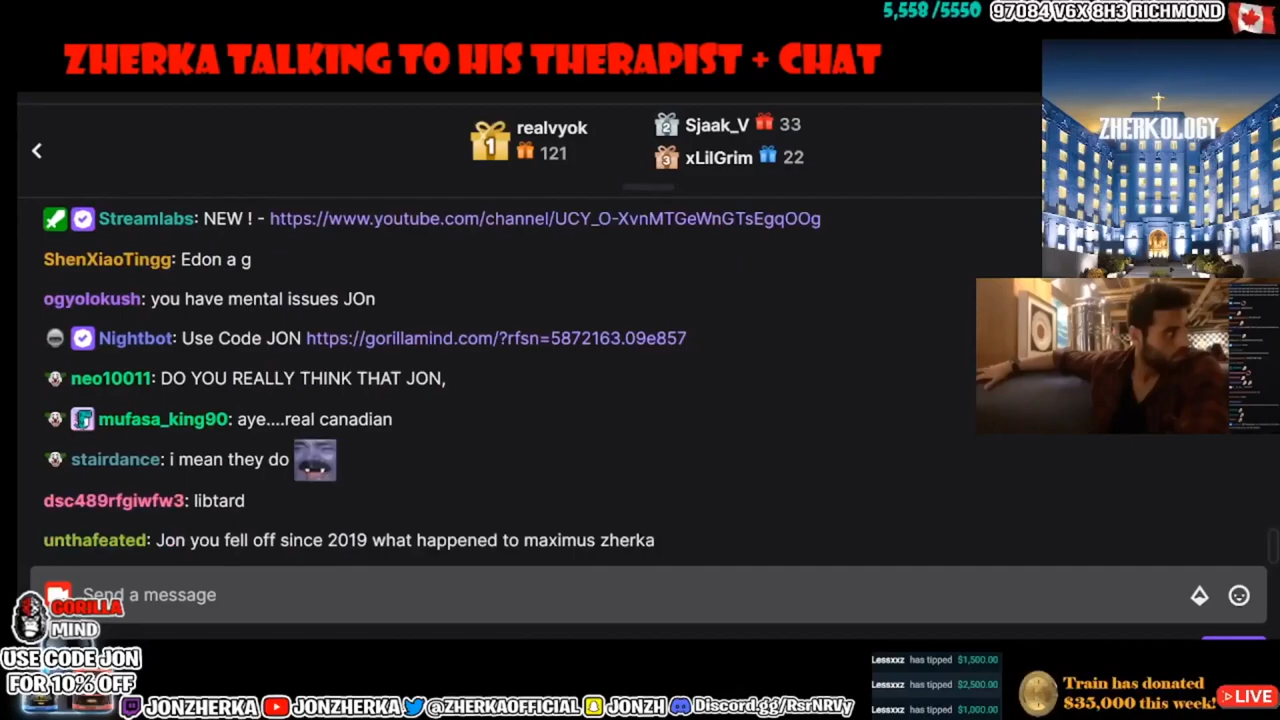 5,558 /5550 97084 V6X 8H3 RICHMOND
ZHERKA TALKING TO HIS THERAPIST + CHAT
ZHERKOLOGY
1 realvyok 121
2 Sjaak_V 33
3 xLilGrim 22
Streamlabs: NEW ! - https://www.youtube.com/channel/UCY_O-XvnMTGeWnGTsEgqOOg
ShenXiaoTingg: Edon a g
ogyolokush: you have mental issues JOn
Nightbot: Use Code JON https://gorillamind.com/?rfsn=5872163.09e857
neo10011: DO YOU REALLY THINK THAT JON,
mufasa_king90: aye....real canadian
stairdance: i mean they do
dsc489rfgiwfw3: libtard
unthafeated: Jon you fell off since 2019 what happened to maximus zherka
Send a message
GORILLA
MIND
USE CODE JON
FOR 10% OFF
Lessxxz has tipped $1,500.00
Lessxxz has tipped $2,500.00
Lessxxz has tipped $1,000.00
Train has donated
$35,000 this week!
LIVE
JONZHERKA JONZHERKA @ZHERKAOFFICIAL JONZH Discord.gg/RsrNRVy